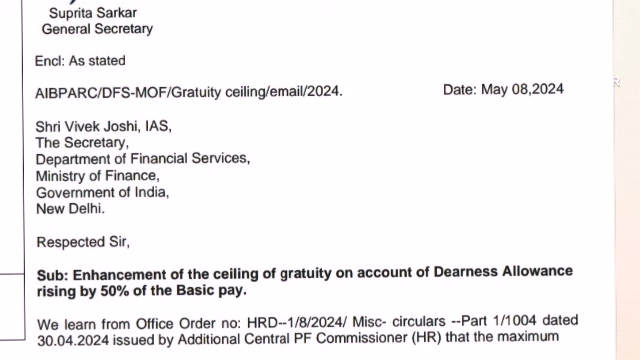 Suprita Sarkar
General Secretary
Encl: As stated
AIBPARC/DFS-MOF/Gratuity ceiling/email/2024. Date: May 08,2024
Shri Vivek Joshi, IAS,
The Secretary,
Department of Financial Services,
Ministry of Finance,
Government of India,
New Delhi.
Respected Sir,
Sub: Enhancement of the ceiling of gratuity on account of Dearness Allowance
rising by 50% of the Basic pay.
We learn from Office Order no: HRD--1/8/2024/ Misc- circulars --Part 1/1004 dated
30.04.2024 issued by Additional Central PF Commissioner (HR) that the maximum